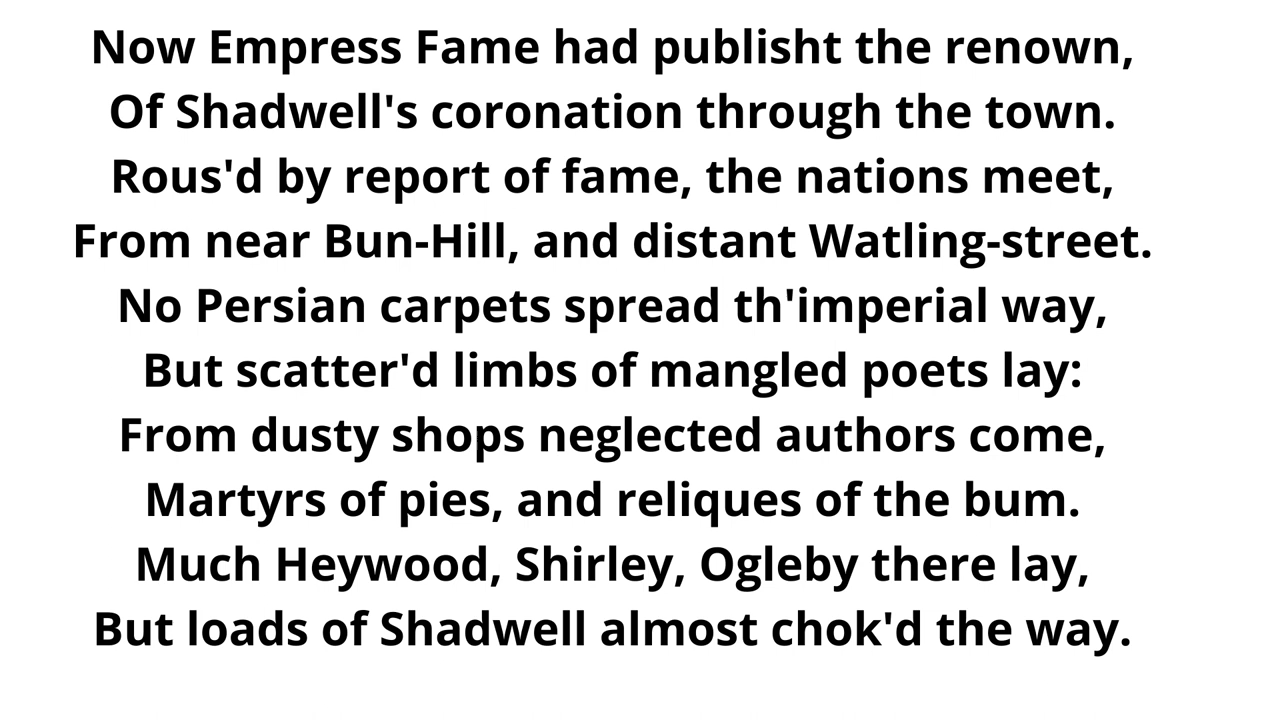 Now Empress Fame had publisht the renown,
Of Shadwell's coronation through the town.
Rous'd by report of fame, the nations meet,
From near Bun-Hill, and distant Watling-street.
No Persian carpets spread th'imperial way,
But scatter'd limbs of mangled poets lay:
From dusty shops neglected authors come,
Martyrs of pies, and reliques of the bum.
Much Heywood, Shirley, Ogleby there lay,
But loads of Shadwell almost chok'd the way.